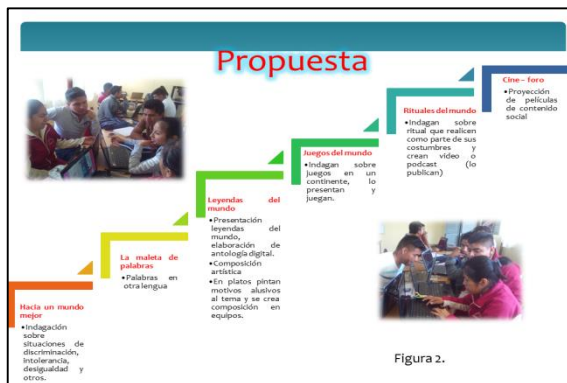 Propuesta
Hacia un mundo
mejor
•Indagación
sobre
situaciones de
discriminación,
intolerancia,
desigualdad y
otros.
La maleta de
palabras
•Palabras en
otra lengua
Leyendas del
mundo
•Presentación
leyendas del
mundo,
elaboración de
antología digital.
•Composición
artística
•En platos pintan
motivos alusivos
al tema y se crea
composición en
equipos.
Juegos del mundo
•Indagan sobre
juegos en un
continente, lo
presentan y
juegan.
Rituales del mundo
•Indagan sobre
ritual que realicen
como parte de sus
costumbres y
crean video o
podcast (lo
publican)
Cine – foro
•Proyección
de películas
de contenido
social
Figura 2.